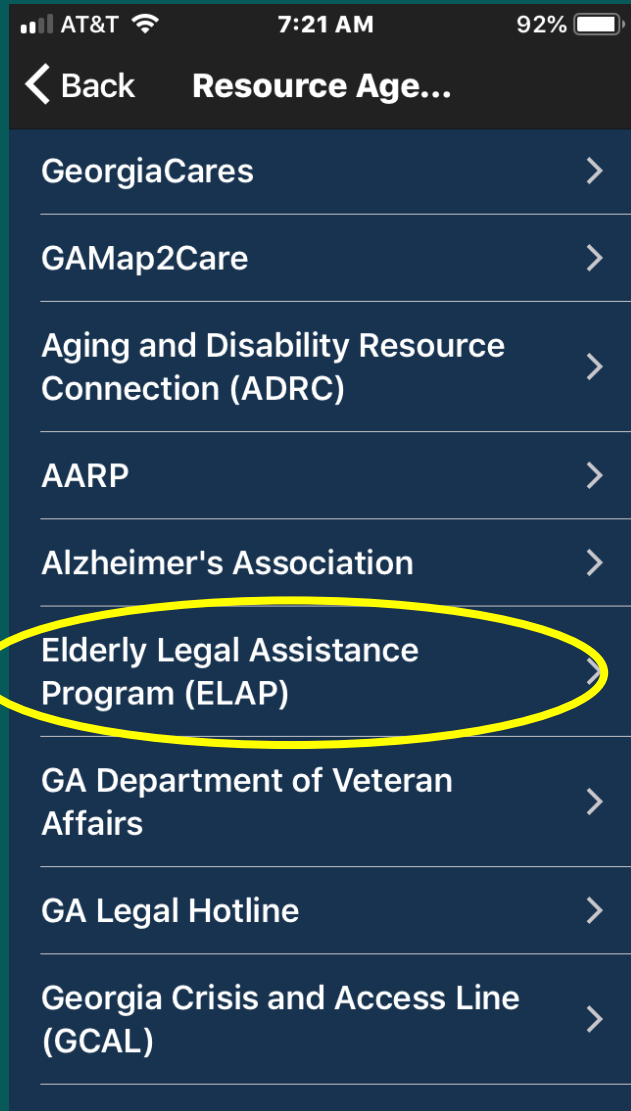 AT&T 7:21 AM 92%
Back Resource Age...
GeorgiaCares
GAMap2Care
Aging and Disability Resource
Connection (ADRC)
AARP
Alzheimer's Association
Elderly Legal Assistance
Program (ELAP)
GA Department of Veteran
Affairs
GA Legal Hotline
Georgia Crisis and Access Line
(GCAL)